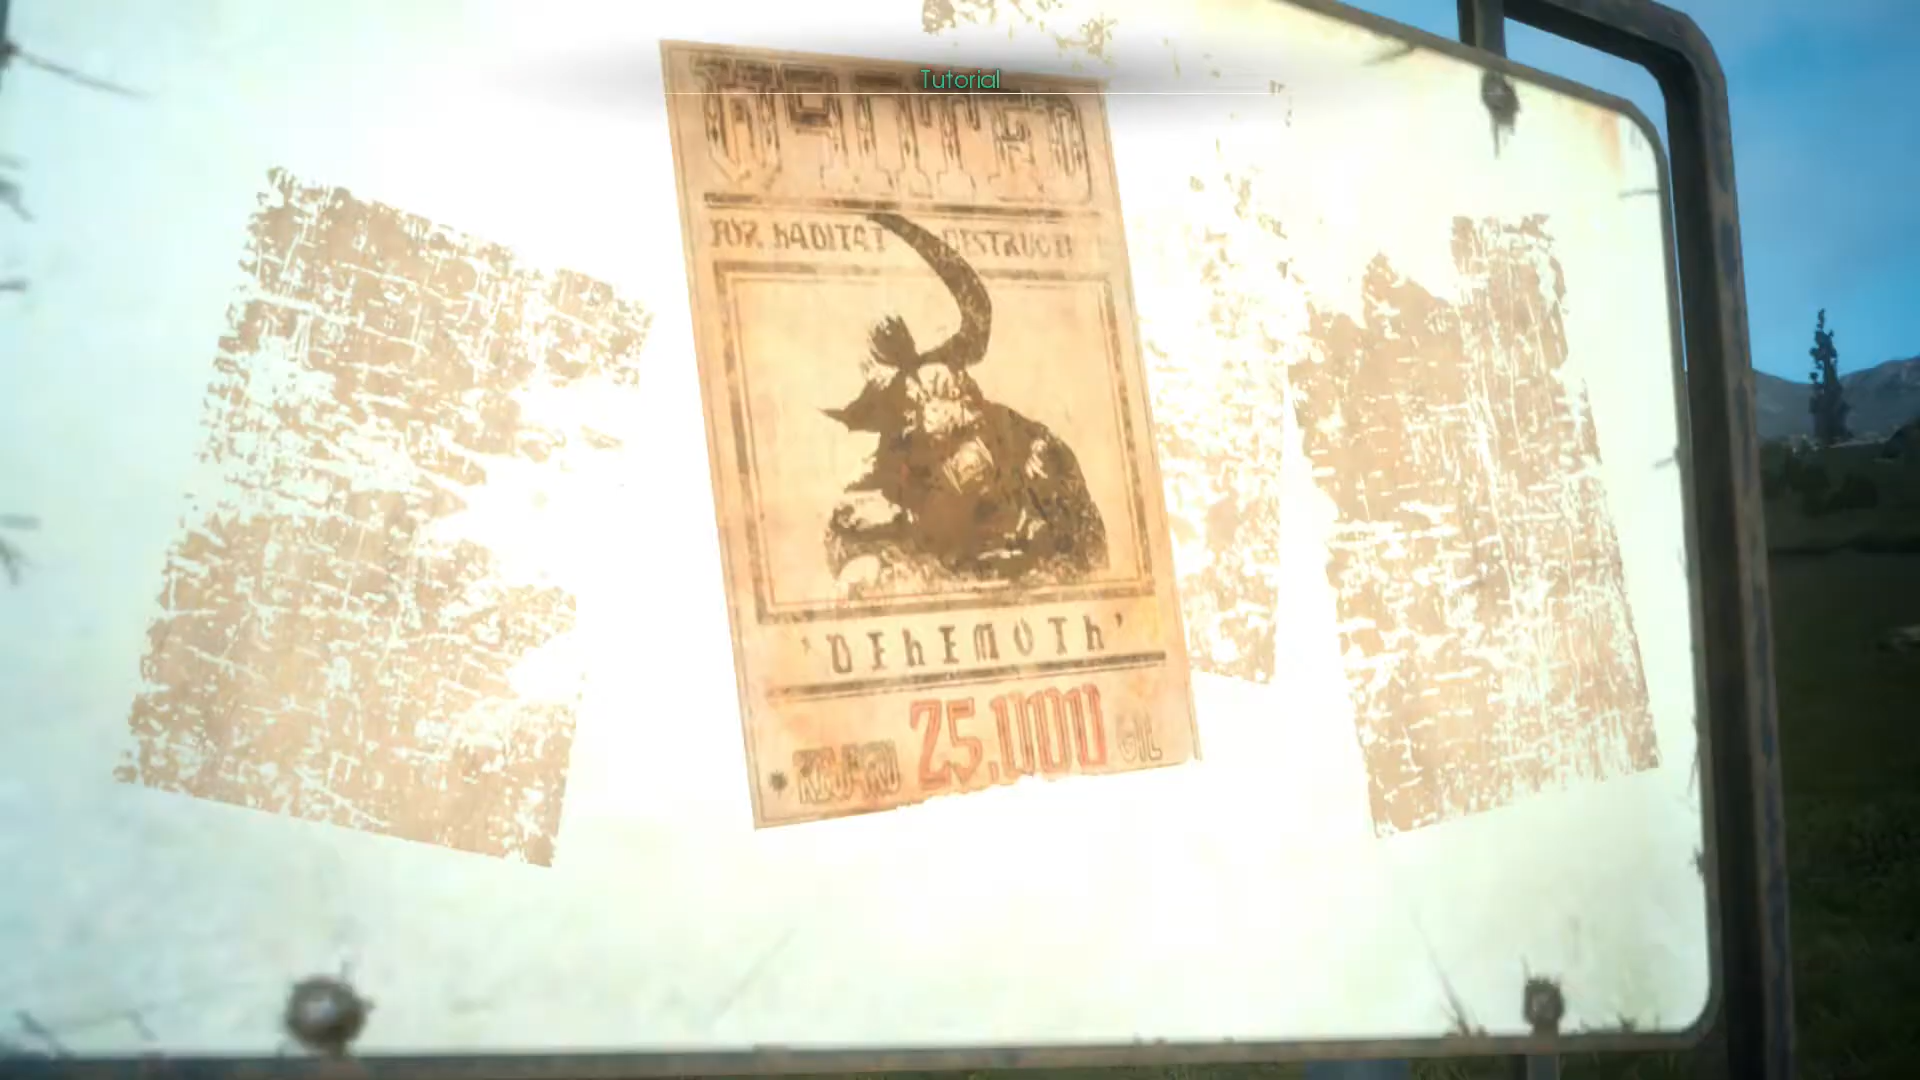 Tutorial
WANTED
FOR HABITAT DESTRUCTI
'BEHEMOTH'
REWARD 25,000 GIL